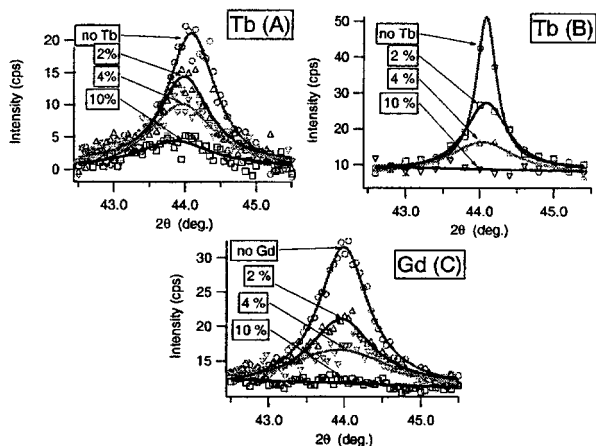 Tb (A)
no Tb
2%
4%
10%
Intensity (cps)
20
15
10
5
0
43.0 44.0 45.0
2θ (deg.)
Tb (B)
no Tb
2 %
4 %
10 %
Intensity (cps)
50
40
30
20
10
0
43.0 44.0 45.0
2θ (deg.)
Gd (C)
no Gd
2 %
4 %
10 %
Intensity (cps)
30
25
20
15
43.0 44.0 45.0
2θ (deg.)